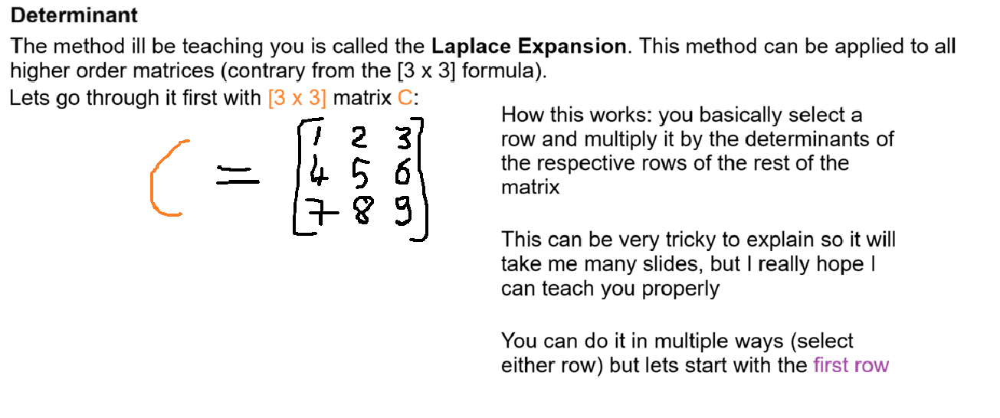 Determinant
The method ill be teaching you is called the Laplace Expansion. This method can be applied to all
higher order matrices (contrary from the [3 x 3] formula).
Lets go through it first with [3 x 3] matrix C:
C = [1 2 3
4 5 6
7 8 9]
How this works: you basically select a
row and multiply it by the determinants of
the respective rows of the rest of the
matrix
This can be very tricky to explain so it will
take me many slides, but I really hope I
can teach you properly
You can do it in multiple ways (select
either row) but lets start with the first row